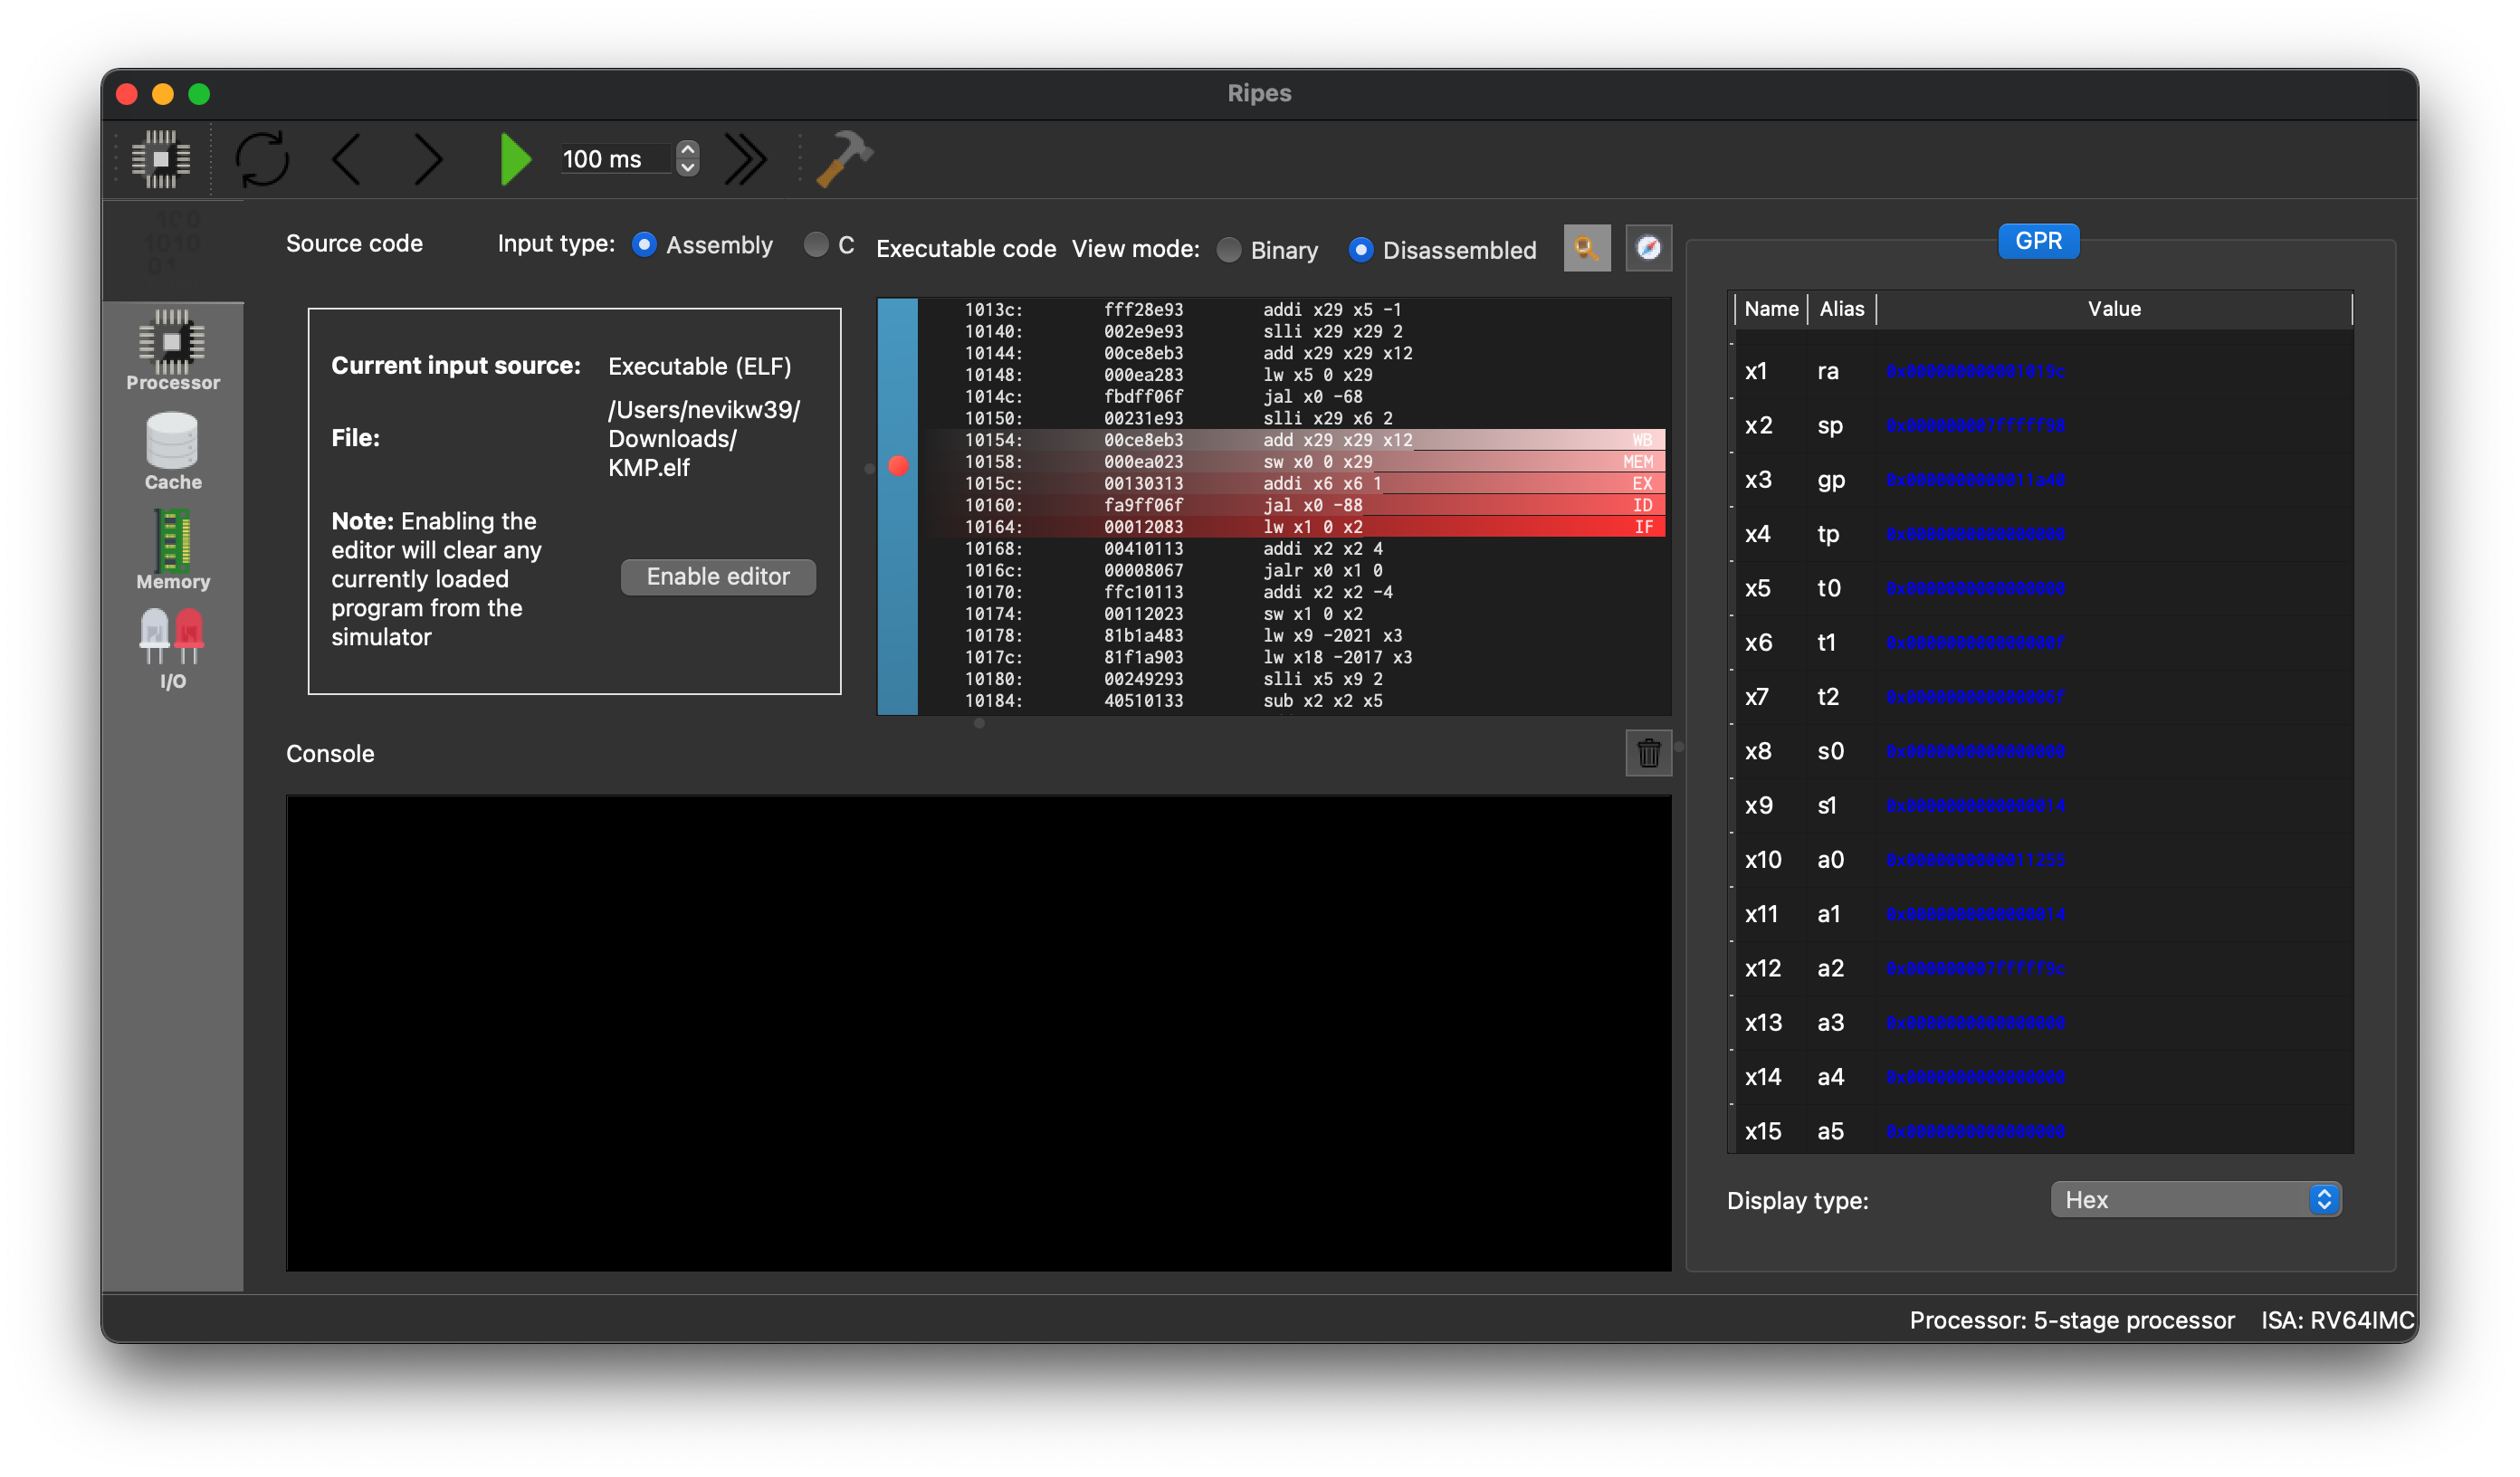 Ripes
100 ms
Source code Input type: Assembly C Executable code View mode: Binary Disassembled
Processor
Cache
Memory
I/O
Current input source: Executable (ELF)
File: /Users/nevikw39/
Downloads/
KMP.elf
Note: Enabling the
editor will clear any
currently loaded
program from the
simulator
Enable editor
1013c: fff28e93 addi x29 x5 -1
10140: 002e9e93 slli x29 x29 2
10144: 00ce8eb3 add x29 x29 x12
10148: 000ea283 lw x5 0 x29
1014c: fbdff06f jal x0 -68
10150: 00231e93 slli x29 x6 2
10154: 00ce8eb3 add x29 x29 x12 WB
10158: 000ea023 sw x0 0 x29 MEM
1015c: 00130313 addi x6 x6 1 EX
10160: fa9ff06f jal x0 -88 ID
10164: 00012083 lw x1 0 x2 IF
10168: 00410113 addi x2 x2 4
1016c: 00008067 jalr x0 x1 0
10170: ffc10113 addi x2 x2 -4
10174: 00112023 sw x1 0 x2
10178: 81b1a483 lw x9 -2021 x3
1017c: 81f1a903 lw x18 -2017 x3
10180: 00249293 slli x5 x9 2
10184: 40510133 sub x2 x2 x5
Console
GPR
Name Alias Value
x1 ra 0x000000000001019c
x2 sp 0x000000007fffff98
x3 gp 0x0000000000011a40
x4 tp 0x0000000000000000
x5 t0 0x0000000000000000
x6 t1 0x000000000000000f
x7 t2 0x000000000000006f
x8 s0 0x0000000000000000
x9 s1 0x0000000000000014
x10 a0 0x0000000000011255
x11 a1 0x0000000000000014
x12 a2 0x000000007fffff9c
x13 a3 0x0000000000000000
x14 a4 0x0000000000000000
x15 a5 0x0000000000000000
Display type: Hex
Processor: 5-stage processor ISA: RV64IMC